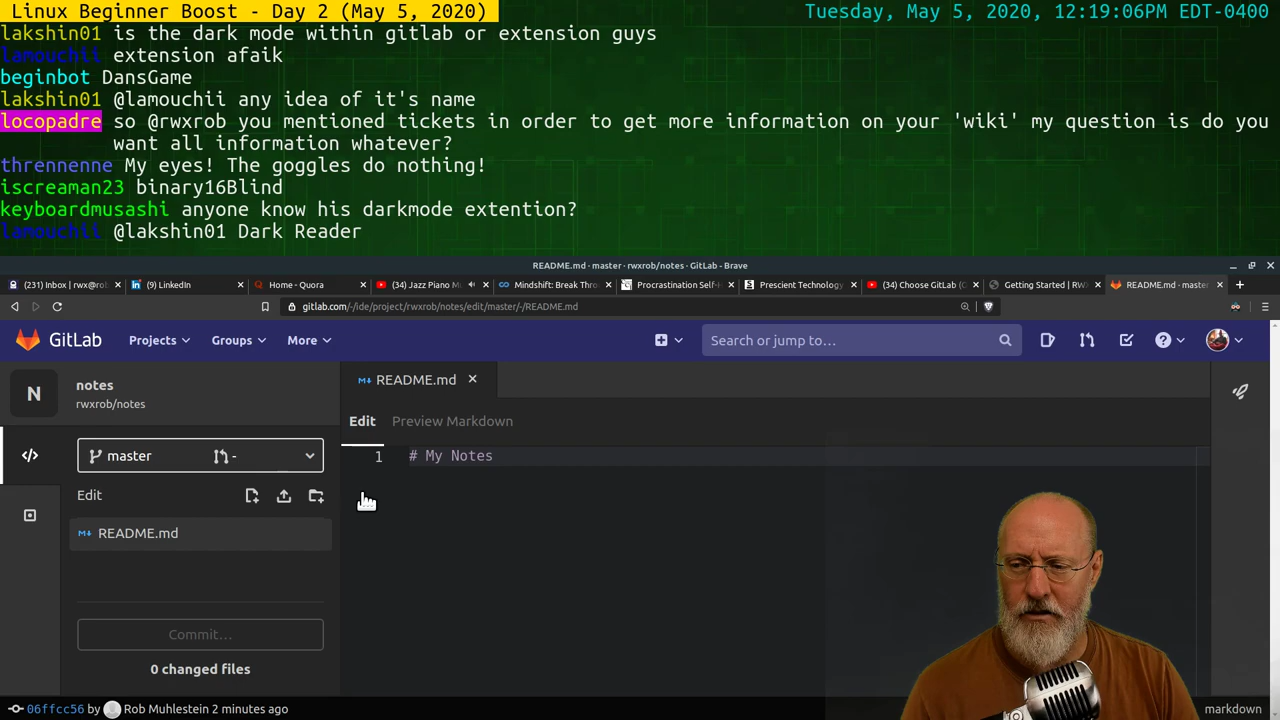 Linux Beginner Boost - Day 2 (May 5, 2020)
Tuesday, May 5, 2020, 12:19:06PM EDT-0400
lakshin01 is the dark mode within gitlab or extension guys
lamouchii extension afaik
beginbot DansGame
lakshin01 @lamouchii any idea of it's name
locopadre so @rwxrob you mentioned tickets in order to get more information on your 'wiki' my question is do you
want all information whatever?
thrennenne My eyes! The goggles do nothing!
iscreaman23 binary16Blind
keyboardmusashi anyone know his darkmode extention?
lamouchii @lakshin01 Dark Reader
README.md · master · rwxrob/notes · GitLab - Brave
(231) Inbox | rwx@rob
(9) LinkedIn
Home - Quora
(34) Jazz Piano M
Mindshift: Break Thro
Procrastination Self-H
Prescient Technology
(34) Choose GitLab (
Getting Started | RW
README.md · master
gitlab.com/-/ide/project/rwxrob/notes/edit/master/-/README.md
GitLab
Projects
Groups
More
Search or jump to…
N
notes
rwxrob/notes
README.md
Edit
Preview Markdown
master
-
1
# My Notes
Edit
README.md
Commit…
0 changed files
06ffcc56 by Rob Muhlestein 2 minutes ago
markdown